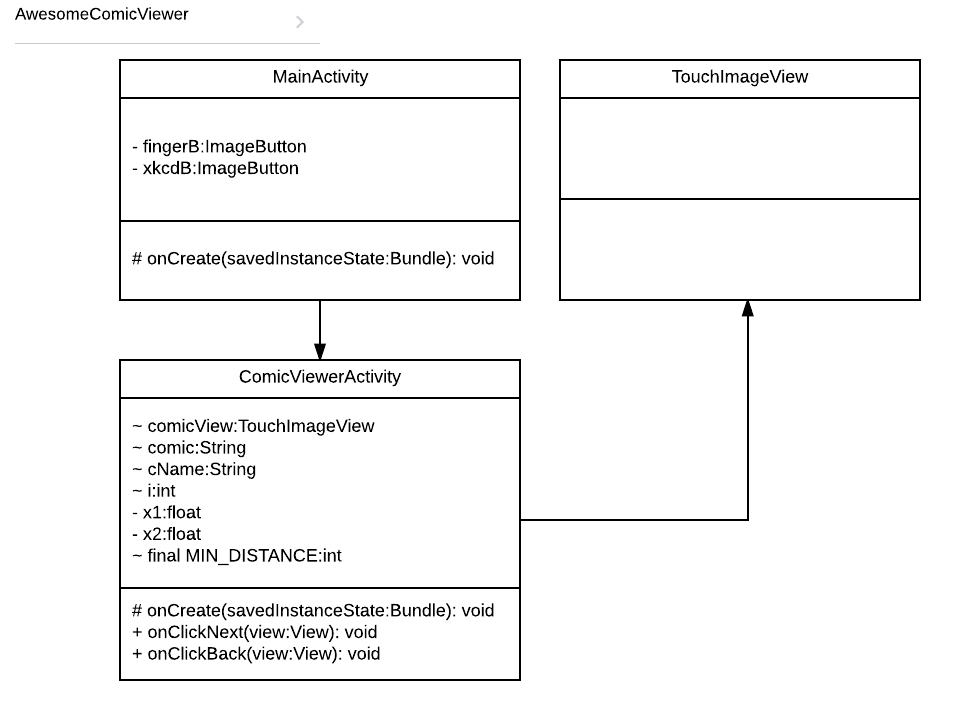 AwesomeComicViewer
MainActivity
- fingerB:ImageButton
- xkcdB:ImageButton
# onCreate(savedInstanceState:Bundle): void
TouchImageView
ComicViewerActivity
~ comicView:TouchImageView
~ comic:String
~ cName:String
~ i:int
- x1:float
- x2:float
~ final MIN_DISTANCE:int
# onCreate(savedInstanceState:Bundle): void
+ onClickNext(view:View): void
+ onClickBack(view:View): void